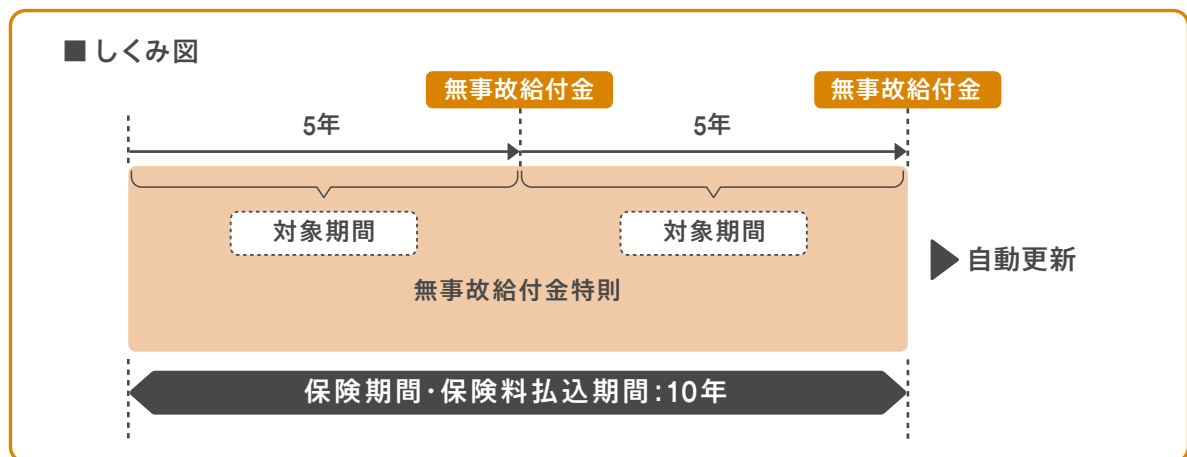 ■ しくみ図
無事故給付金
無事故給付金
5年
5年
対象期間
対象期間
自動更新
無事故給付金特則
保険期間・保険料払込期間:10年